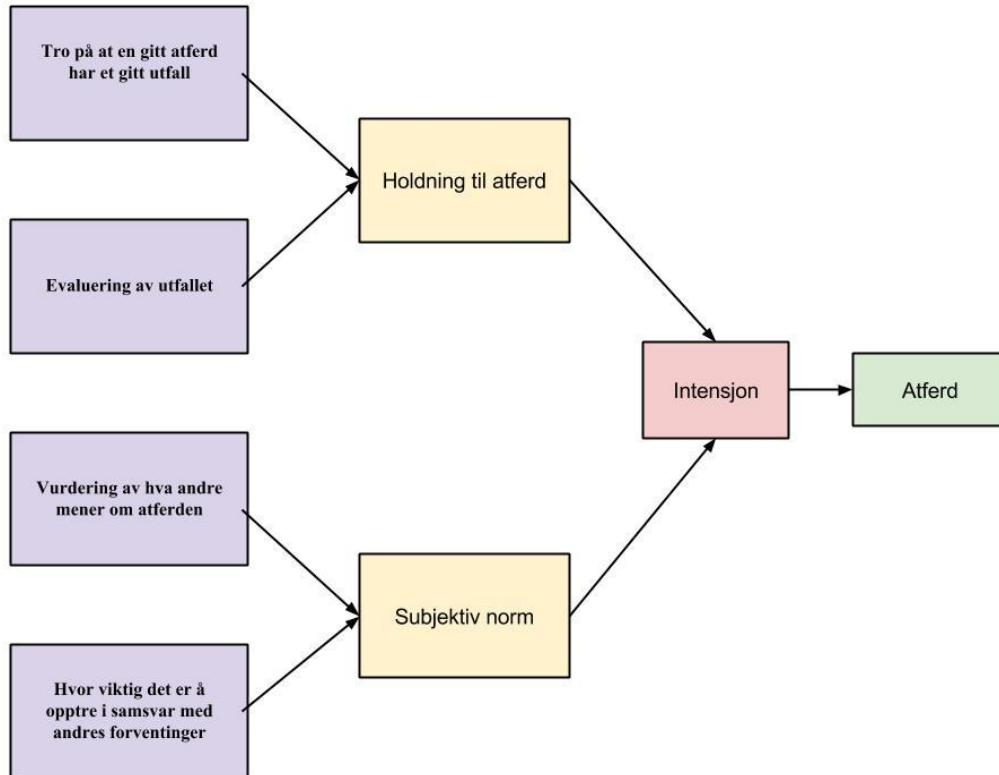 Tro på at en gitt atferd
har et gitt utfall
Holdning til atferd
Evaluering av utfallet
Intensjon
Atferd
Vurdering av hva andre
mener om atferden
Subjektiv norm
Hvor viktig det er å
opptre i samsvar med
andres forventinger